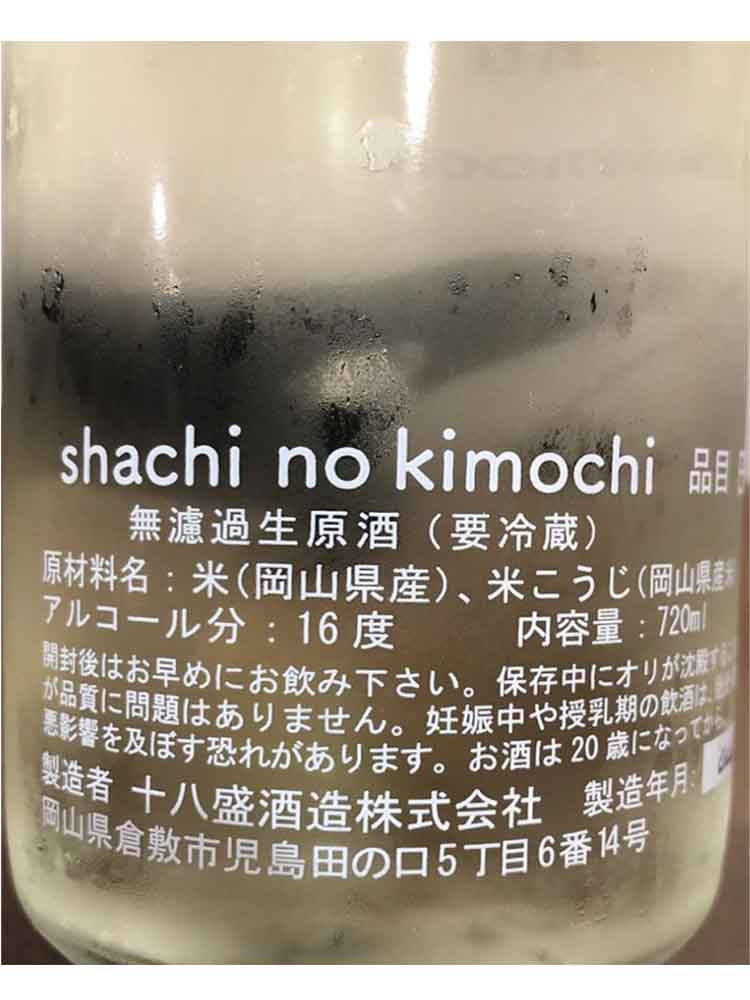 shachi no kimochi 品目
無濾過生原酒（要冷蔵）
原材料名：米（岡山県産）、米こうじ（岡山県産米
アルコール分：16度 内容量：720ml
開封後はお早めにお飲み下さい。保存中にオリが沈殿する
が品質に問題はありません。妊娠中や授乳期の飲酒は、
悪影響を及ぼす恐れがあります。お酒は20歳になってから
製造者 十八盛酒造株式会社 製造年月：
岡山県倉敷市児島田の口5丁目6番14号